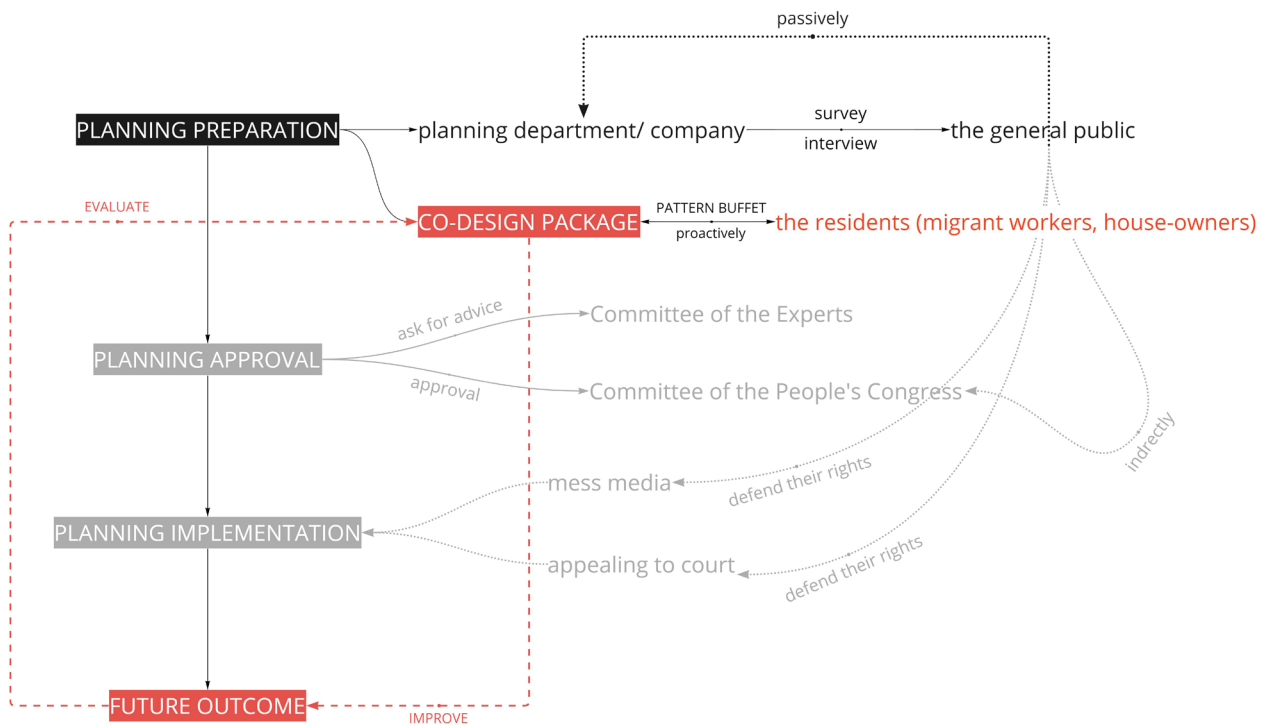 passively
PLANNING PREPARATION
planning department/ company
survey
interview
the general public
EVALUATE
CO-DESIGN PACKAGE
PATTERN BUFFET
proactively
the residents (migrant workers, house-owners)
ask for advice
Committee of the Experts
PLANNING APPROVAL
approval
Committee of the People's Congress
indrectly
mess media
defend their rights
PLANNING IMPLEMENTATION
appealing to court
defend their rights
FUTURE OUTCOME
IMPROVE